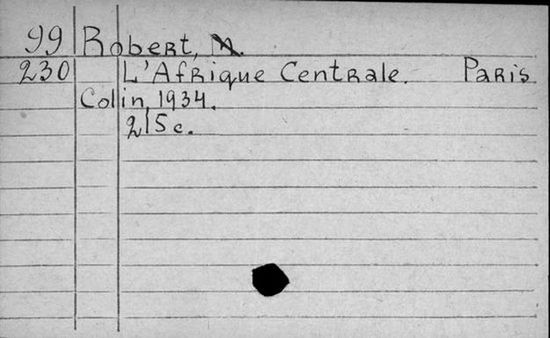 99 Robert, M.
230 L'Afrique Centrale. Paris
Colin, 1934.
215 c.